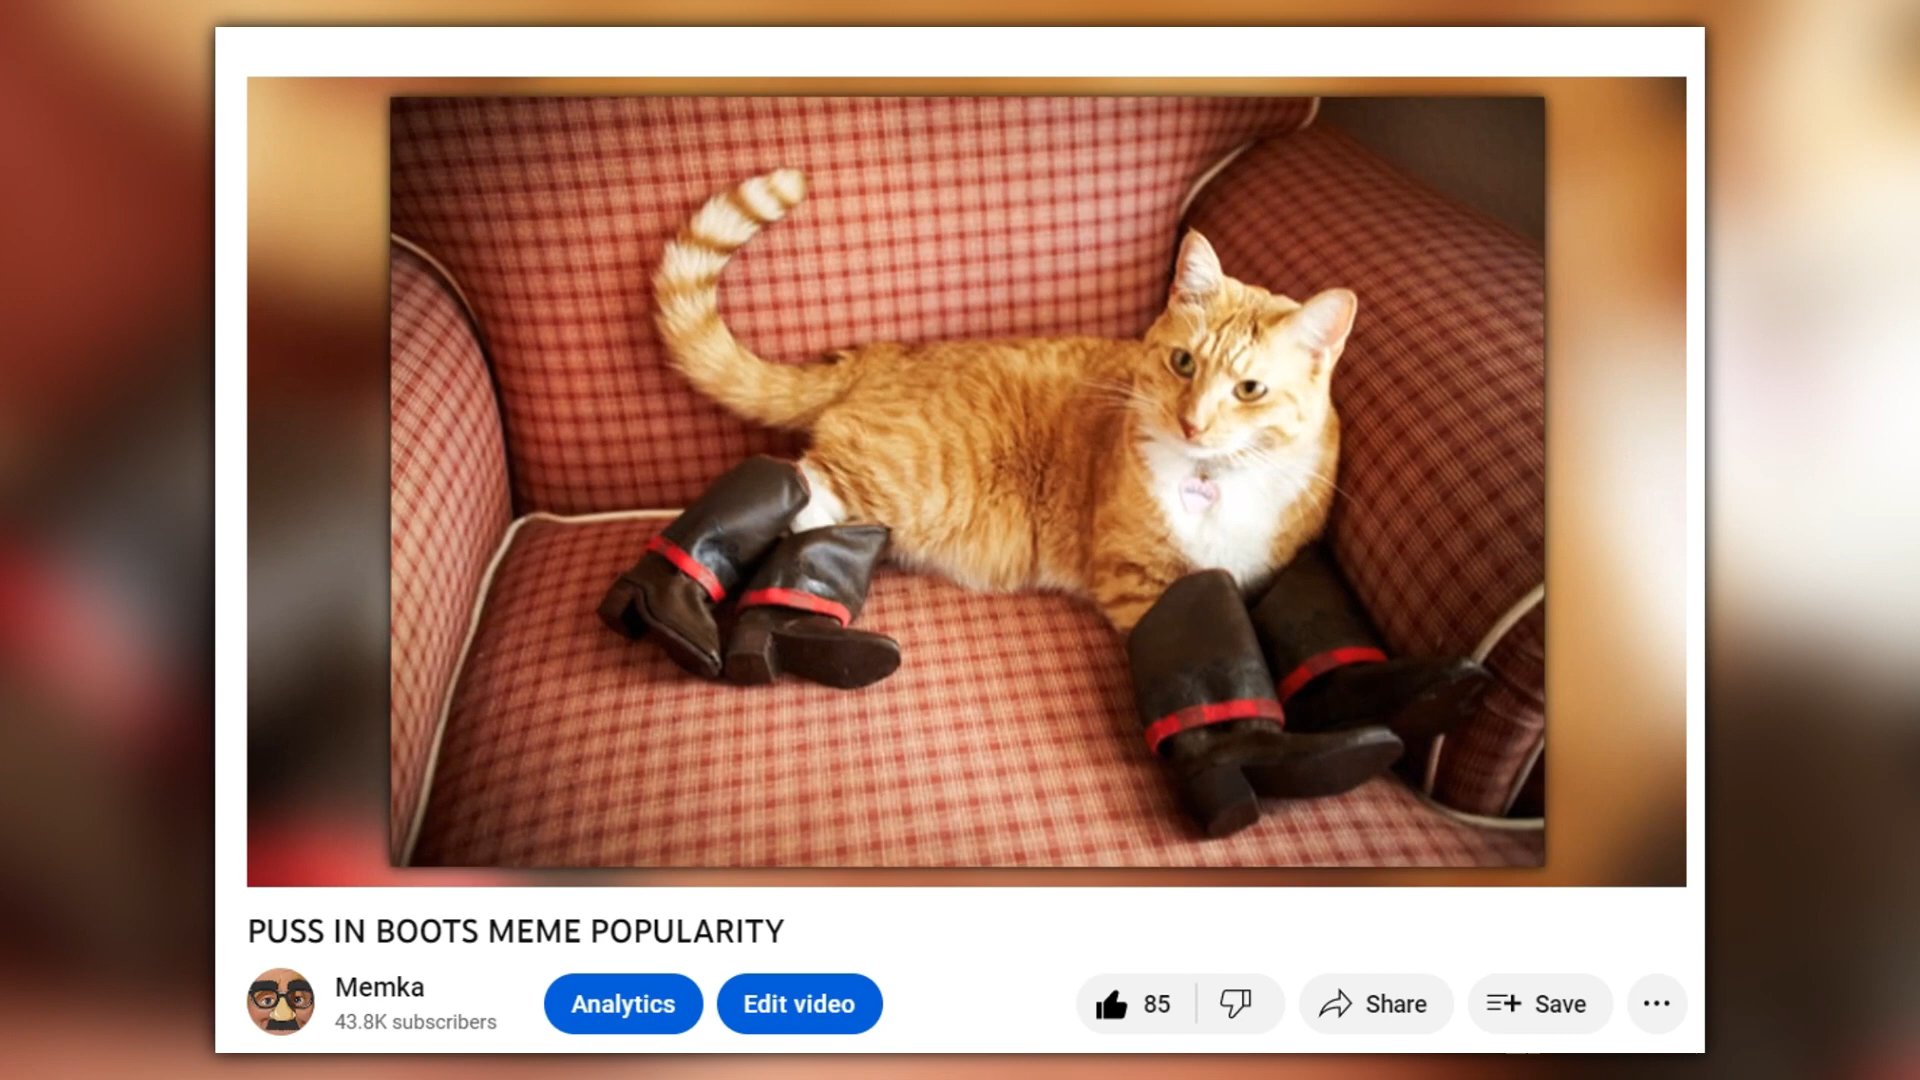 PUSS IN BOOTS MEME POPULARITY
Memka
43.8K subscribers
Analytics
Edit video
85
Share
Save